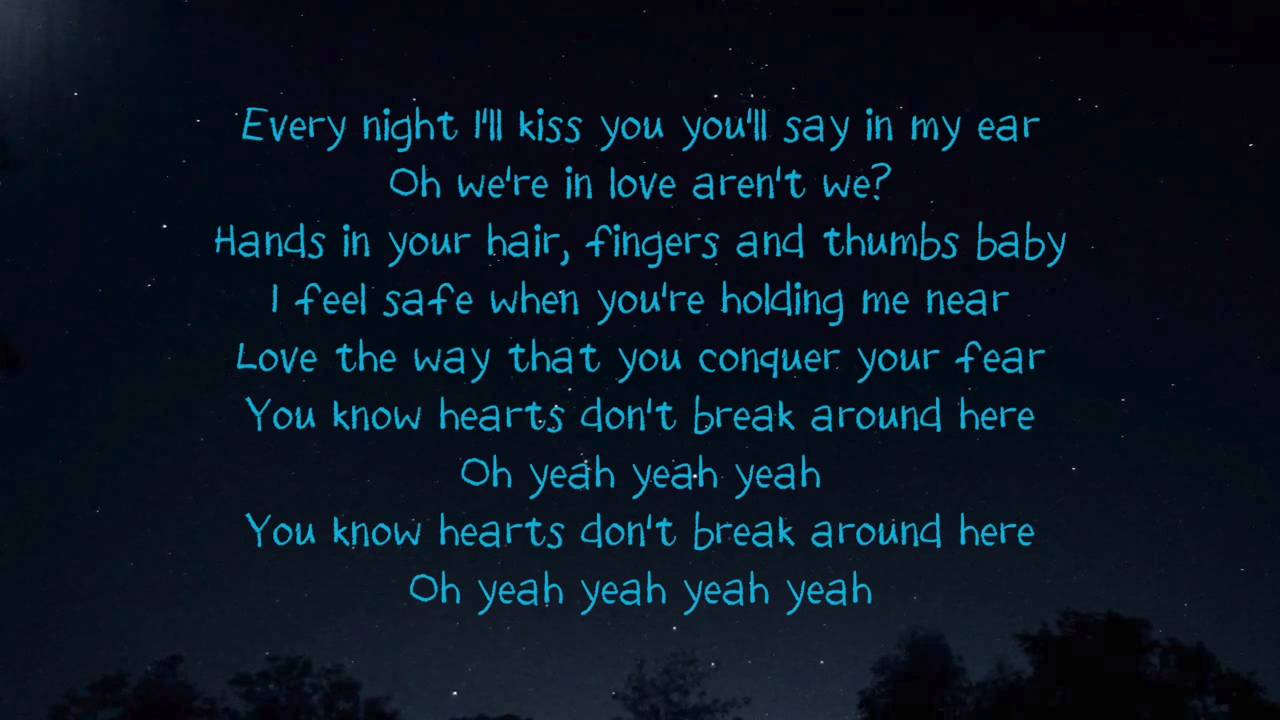 Every night I'll kiss you you'll say in my ear
Oh we're in love aren't we?
Hands in your hair, fingers and thumbs baby
I feel safe when you're holding me near
Love the way that you conquer your fear
You know hearts don't break around here
Oh yeah yeah yeah
You know hearts don't break around here
Oh yeah yeah yeah yeah